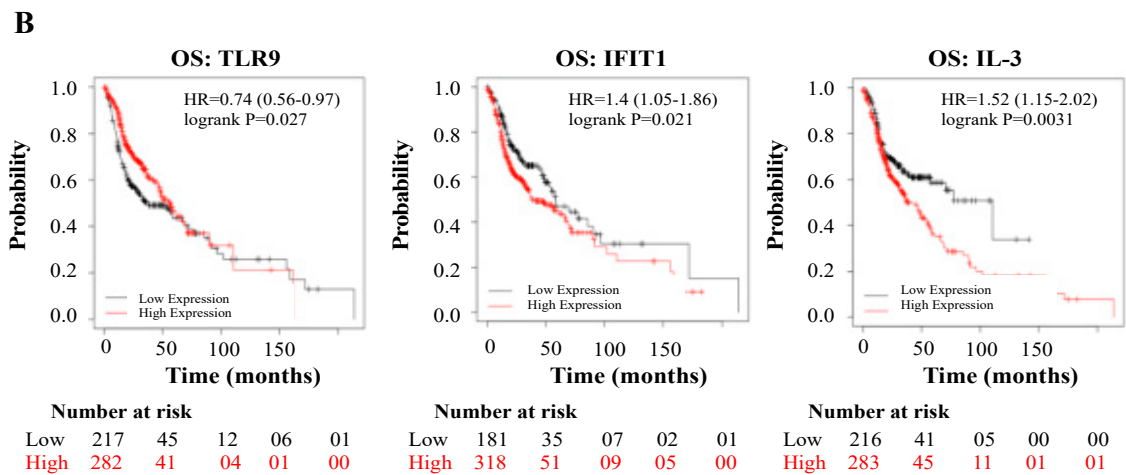 B
OS: TLR9
HR=0.74 (0.56-0.97)
logrank P=0.027
Probability
1.0
0.8
0.6
0.4
0.2
0.0
Low Expression
High Expression
0 50 100 150
Time (months)
Number at risk
Low 217 45 12 06 01
High 282 41 04 01 00
OS: IFIT1
HR=1.4 (1.05-1.86)
logrank P=0.021
Probability
1.0
0.8
0.6
0.4
0.2
0.0
Low Expression
High Expression
0 50 100 150
Time (months)
Number at risk
Low 181 35 07 02 01
High 318 51 09 05 00
OS: IL-3
HR=1.52 (1.15-2.02)
logrank P=0.0031
Probability
1.0
0.8
0.6
0.4
0.2
0.0
Low Expression
High Expression
0 50 100 150
Time (months)
Number at risk
Low 216 41 05 00 00
High 283 45 11 01 01